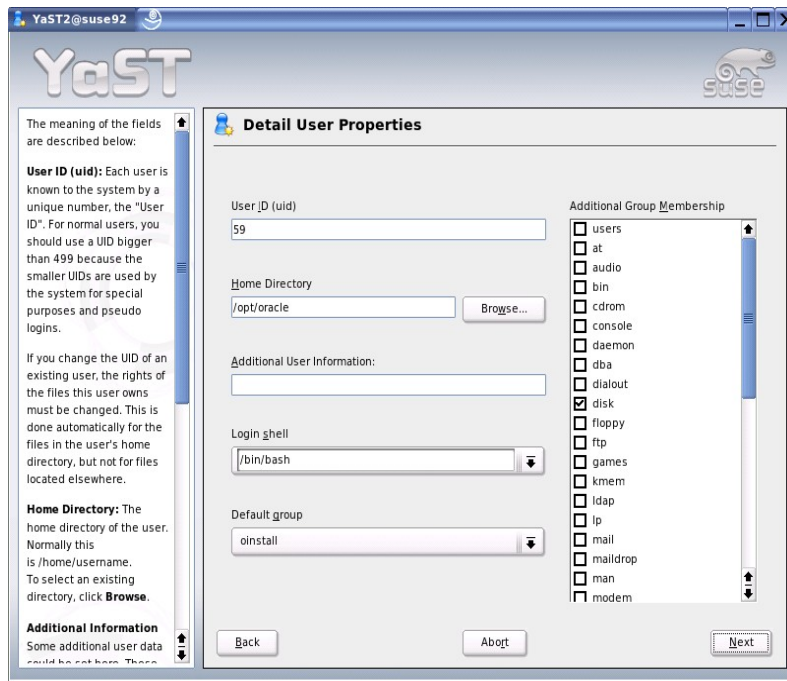 YaST2@suse92
YaST
SUSE
The meaning of the fields
are described below:
User ID (uid): Each user is
known to the system by a
unique number, the "User
ID". For normal users, you
should use a UID bigger
than 499 because the
smaller UIDs are used by
the system for special
purposes and pseudo
logins.
If you change the UID of an
existing user, the rights of
the files this user owns
must be changed. This is
done automatically for the
files in the user's home
directory, but not for files
located elsewhere.
Home Directory: The
home directory of the user.
Normally this
is /home/username.
To select an existing
directory, click Browse.
Additional Information
Some additional user data
could be set here. These
Detail User Properties
User ID (uid)
59
Home Directory
/opt/oracle
Browse...
Additional User Information:
Login shell
/bin/bash
Default group
oinstall
Additional Group Membership
users
at
audio
bin
cdrom
console
daemon
dba
dialout
disk
floppy
ftp
games
kmem
ldap
lp
mail
maildrop
man
modem
Back
Abort
Next